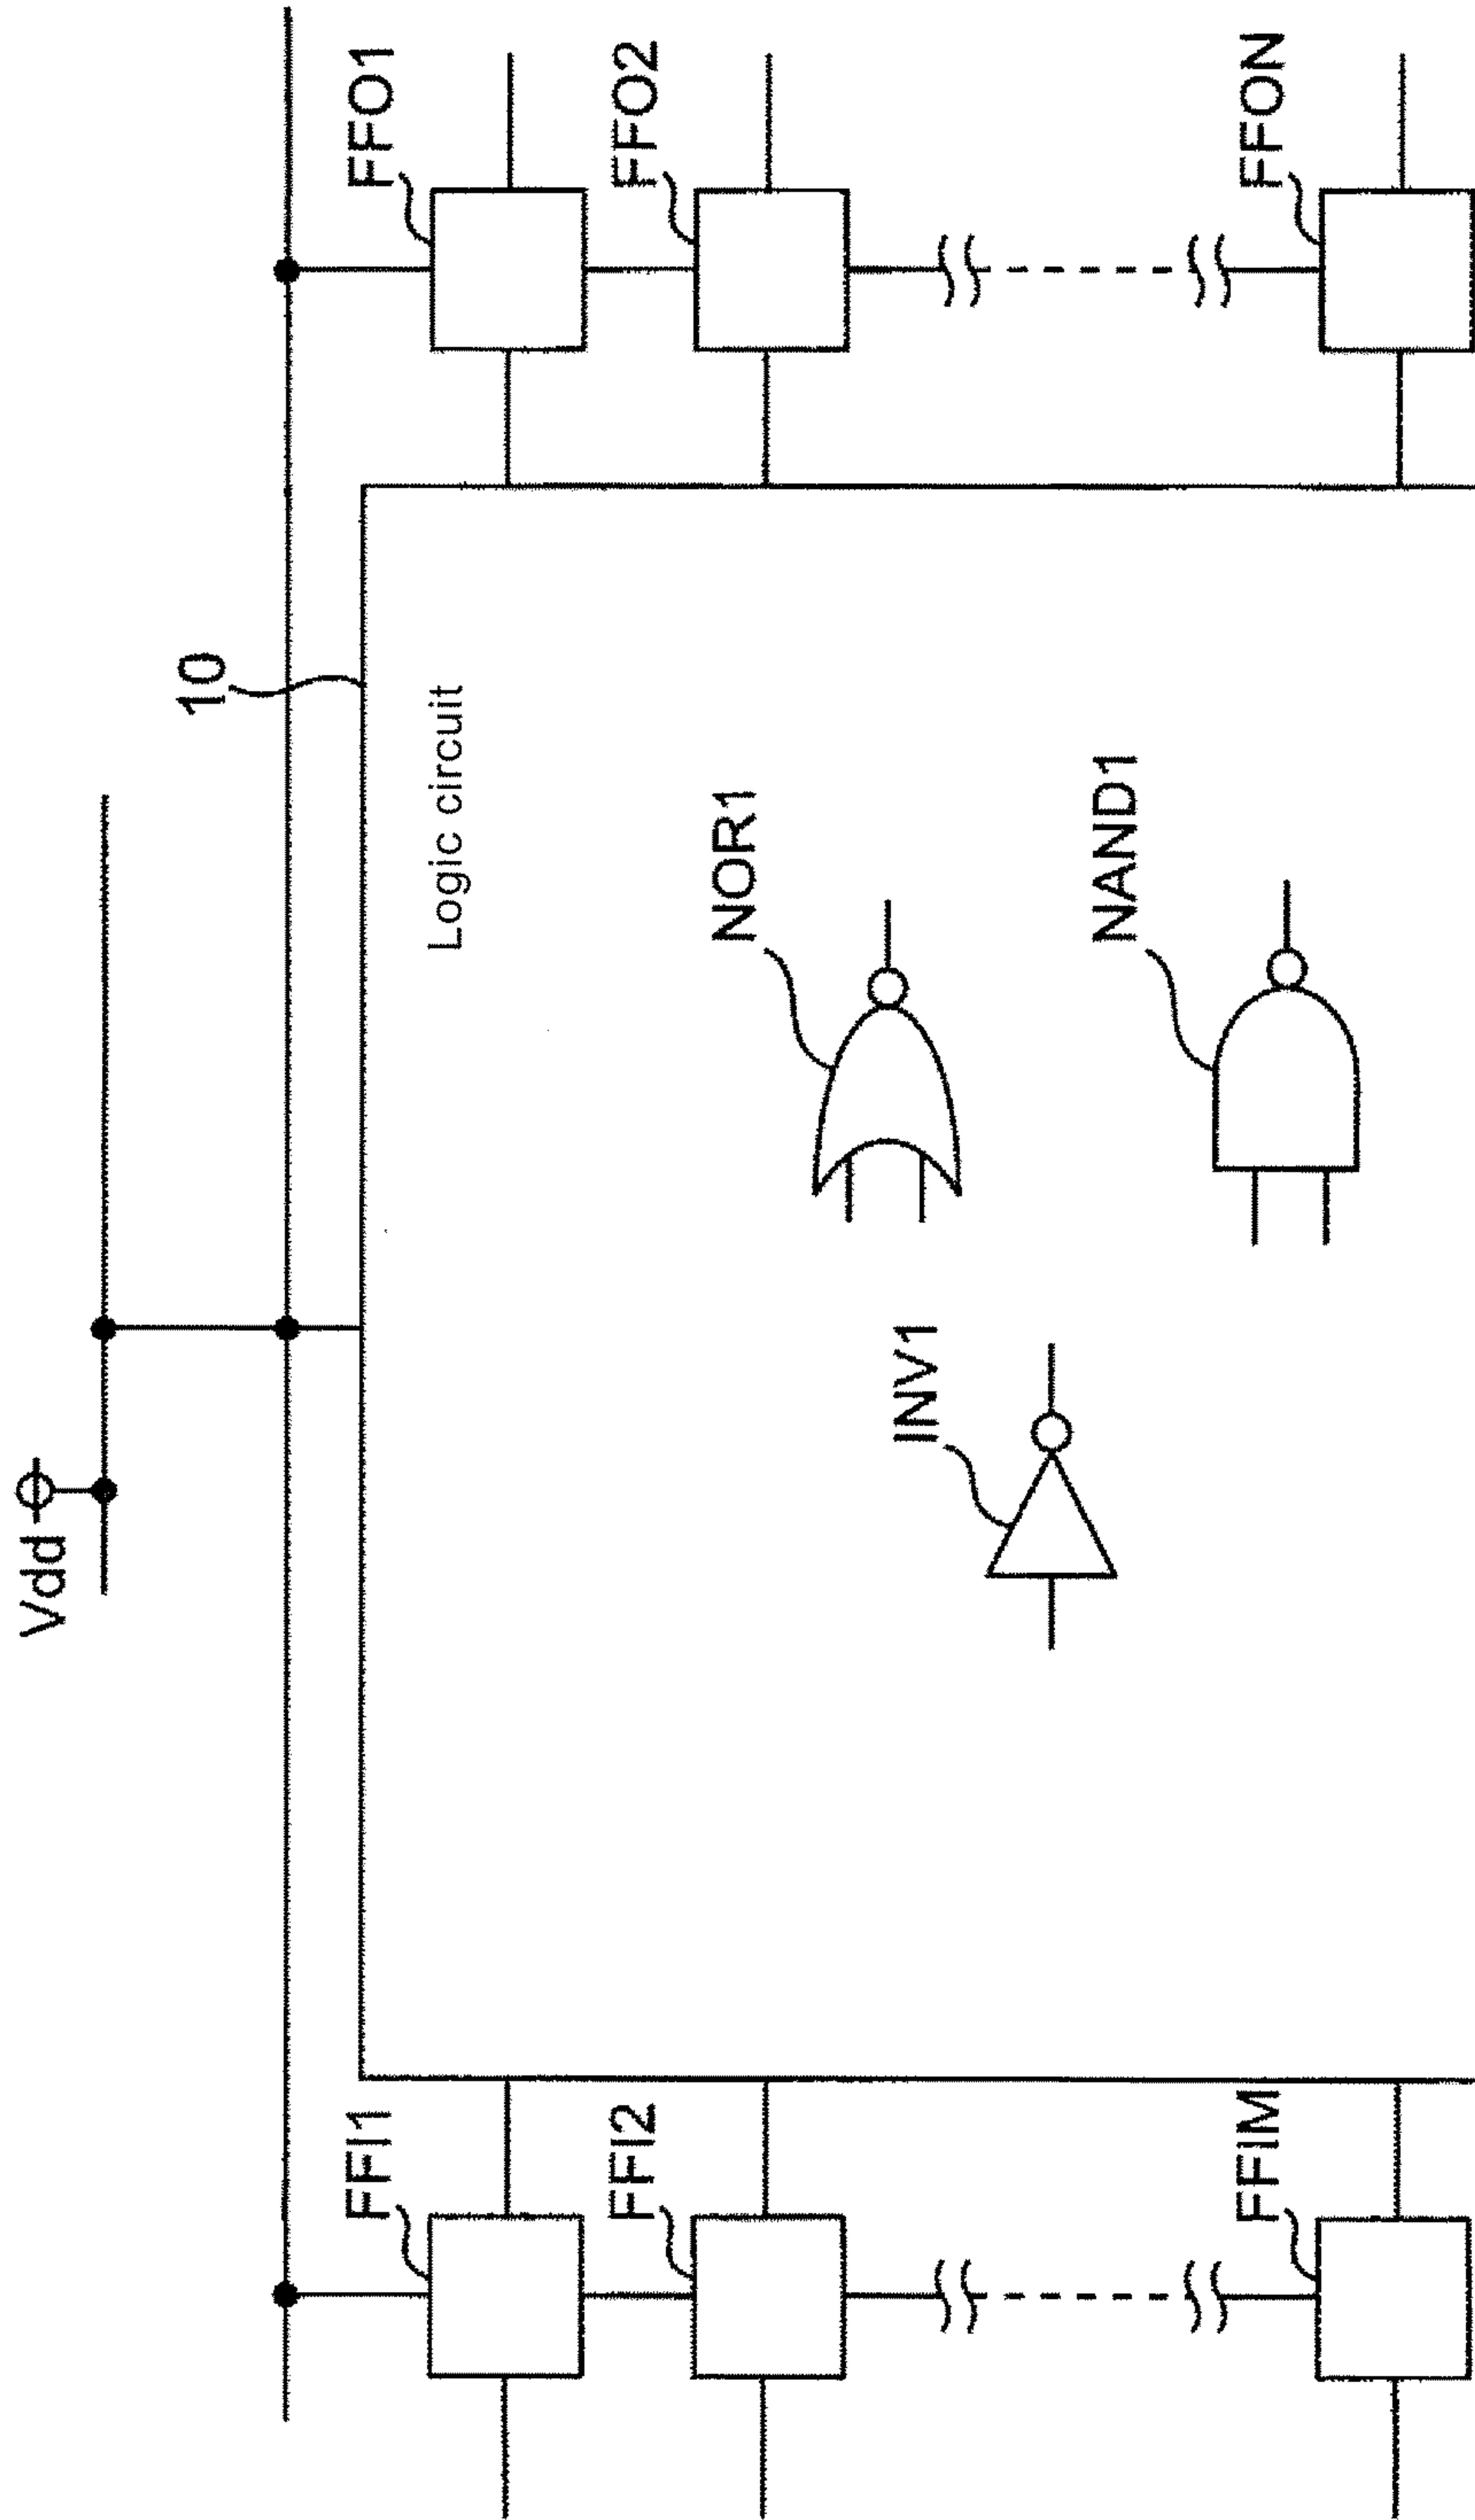 Vdd
10
Logic circuit
FFI1
FFO1
FFI2
FFO2
NOR1
INV1
NAND1
FFIM
FFON